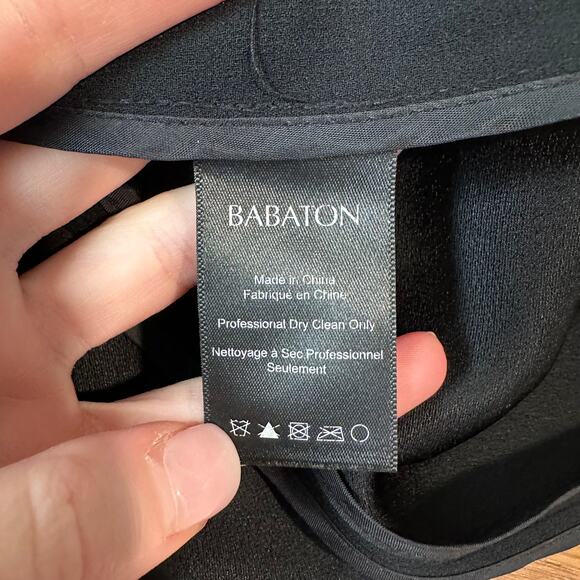 BABATON
Made in China
Fabriqué en Chine
Professional Dry Clean Only
Nettoyage à Sec Professionnel
Seulement